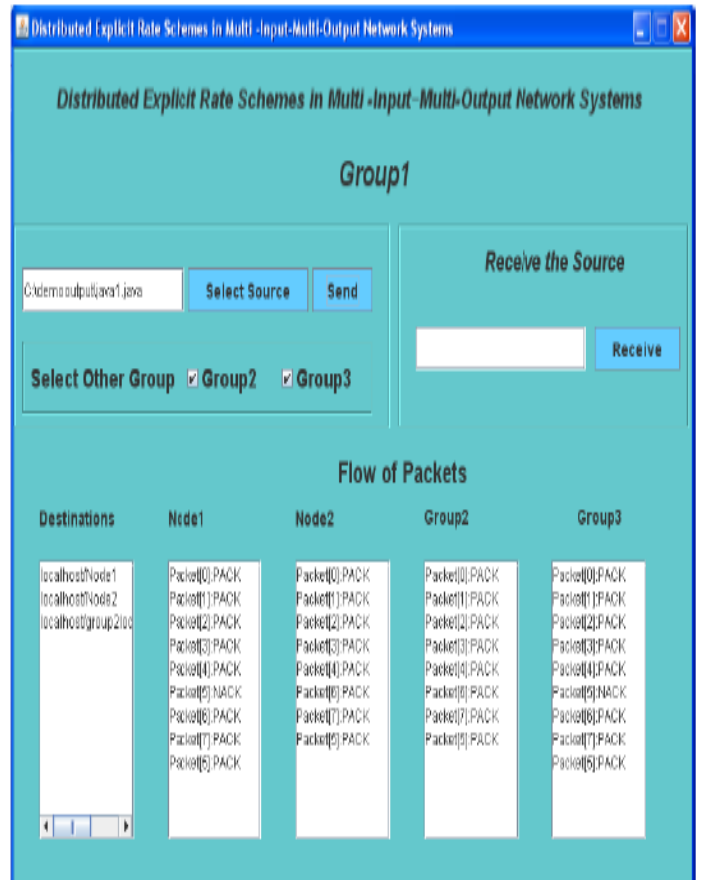 Distributed Explicit Rate Schemes in Multi -Input-Multi-Output Network Systems
Distributed Explicit Rate Schemes in Multi -Input-Multi-Output Network Systems
Group1
C:\demo output\java1.java
Select Source
Send
Select Other Group
Group2
Group3
Receive the Source
Receive
Flow of Packets
Destinations
localhost/Node1
localhost/Node2
localhost/group2loc
Node1
Packet[0]:PACK
Packet[1]:PACK
Packet[2]:PACK
Packet[3]:PACK
Packet[4]:PACK
Packet[5]:NACK
Packet[6]:PACK
Packet[7]:PACK
Packet[5]:PACK
Node2
Packet[0]:PACK
Packet[1]:PACK
Packet[2]:PACK
Packet[3]:PACK
Packet[4]:PACK
Packet[6]:PACK
Packet[7]:PACK
Packet[5]:PACK
Group2
Packet[0]:PACK
Packet[1]:PACK
Packet[2]:PACK
Packet[3]:PACK
Packet[4]:PACK
Packet[6]:PACK
Packet[7]:PACK
Packet[5]:PACK
Group3
Packet[0]:PACK
Packet[1]:PACK
Packet[2]:PACK
Packet[3]:PACK
Packet[4]:PACK
Packet[5]:NACK
Packet[6]:PACK
Packet[7]:PACK
Packet[5]:PACK